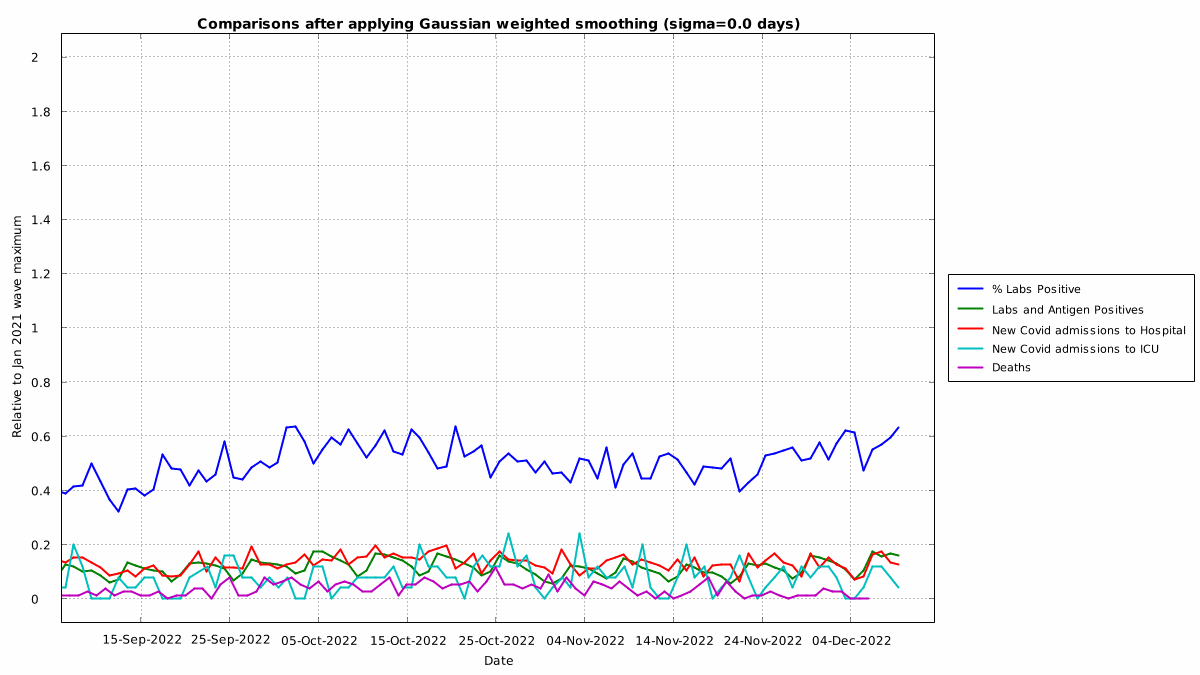 Comparisons after applying Gaussian weighted smoothing (sigma=0.0 days)
Relative to Jan 2021 wave maximum
2
1.8
1.6
1.4
1.2
1
0.8
0.6
0.4
0.2
0
15-Sep-2022 25-Sep-2022 05-Oct-2022 15-Oct-2022 25-Oct-2022 04-Nov-2022 14-Nov-2022 24-Nov-2022 04-Dec-2022
Date
% Labs Positive
Labs and Antigen Positives
New Covid admissions to Hospital
New Covid admissions to ICU
Deaths